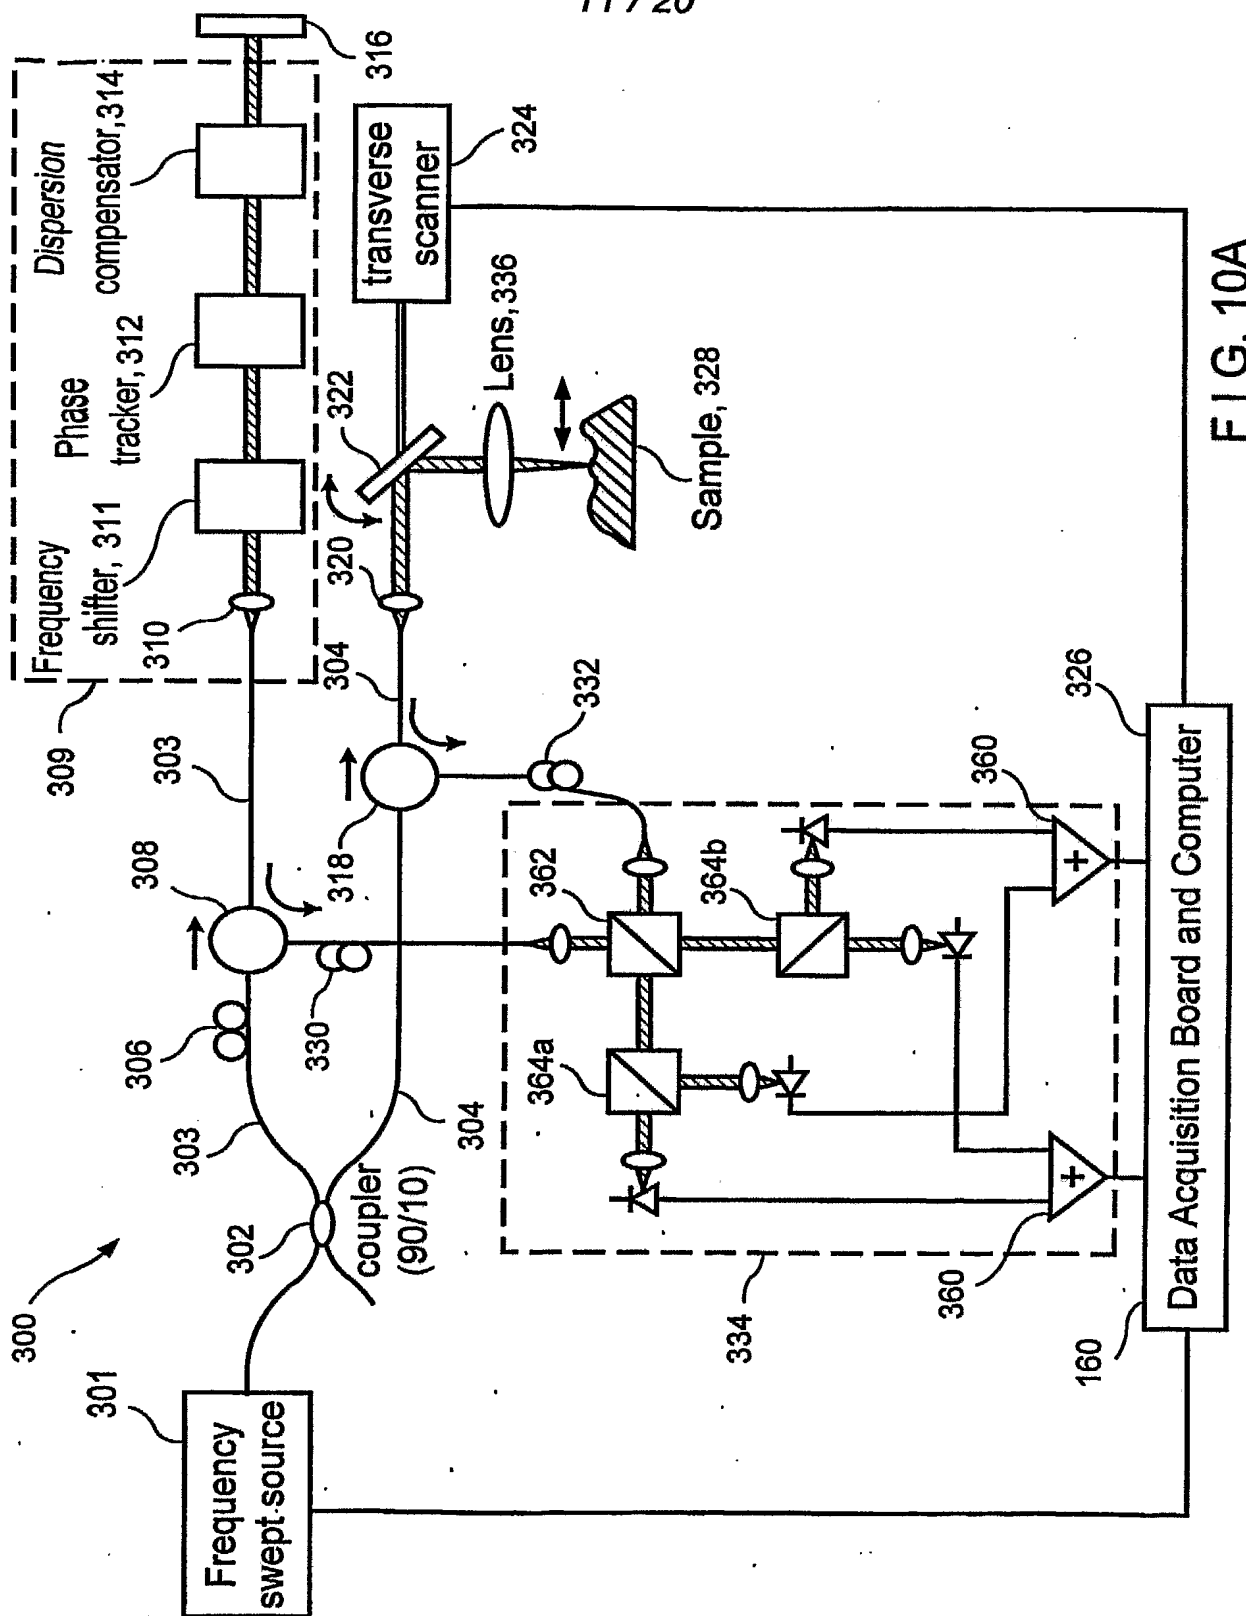 11 / 20
300
301
Frequency
swept source
302
coupler
(90/10)
303
304
306
308
330
303
309
Frequency
shifter, 311
310
Phase
tracker, 312
Dispersion
compensator, 314
316
318
304
320
322
transverse
scanner
324
Lens, 336
Sample, 328
332
334
362
364a
364b
360
360
326
160
Data Acquisition Board and Computer
FIG. 10A